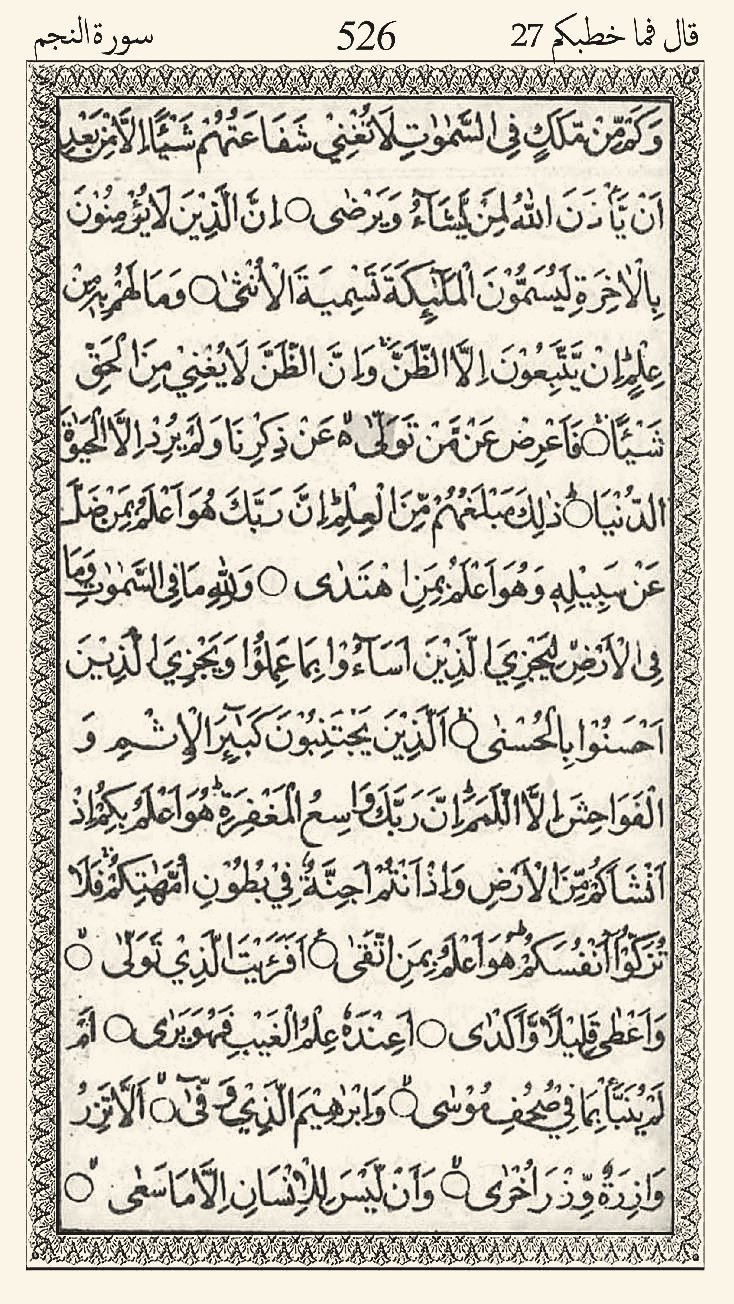 قال فما خطبكم 27 526 سورة النجم
وَكَمْ مِّنْ مَّلَكٍ فِي السَّمٰوٰتِ لَا تُغْنِيْ شَفَاعَتُهُمْ شَيْـًٔا اِلَّا مِنْۢ بَعْدِ
اَنْ يَّاْذَنَ اللّٰهُ لِمَنْ يَّشَآءُ وَيَرْضٰى ○ اِنَّ الَّذِيْنَ لَا يُؤْمِنُوْنَ
بِالْاٰخِرَةِ لَيُسَمُّوْنَ الْمَلٰٓئِكَةَ تَسْمِيَةَ الْاُنْثٰى ○ وَمَا لَهُمْ بِهٖ مِنْ
عِلْمٍ ؕ اِنْ يَّتَّبِعُوْنَ اِلَّا الظَّنَّ ۚ وَاِنَّ الظَّنَّ لَا يُغْنِيْ مِنَ الْحَقِّ
شَيْـًٔا ۚ○ فَاَعْرِضْ عَنْ مَّنْ تَوَلّٰى ۙ۬ عَنْ ذِكْرِنَا وَلَمْ يُرِدْ اِلَّا الْحَيٰوةَ
الدُّنْيَا ؕ○ ذٰلِكَ مَبْلَغُهُمْ مِّنَ الْعِلْمِ ؕ اِنَّ رَبَّكَ هُوَ اَعْلَمُ بِمَنْ ضَلَّ
عَنْ سَبِيْلِهٖ وَهُوَ اَعْلَمُ بِمَنِ اهْتَدٰى ○ وَلِلّٰهِ مَا فِي السَّمٰوٰتِ وَمَا
فِي الْاَرْضِ ۙ لِيَجْزِيَ الَّذِيْنَ اَسَآءُوْا بِمَا عَمِلُوْا وَيَجْزِيَ الَّذِيْنَ
اَحْسَنُوْا بِالْحُسْنٰى ۚ○ اَلَّذِيْنَ يَجْتَنِبُوْنَ كَبٰٓئِرَ الْاِثْمِ وَ
الْفَوَاحِشَ اِلَّا اللَّمَمَ ؕ اِنَّ رَبَّكَ وَاسِعُ الْمَغْفِرَةِ ؕ هُوَ اَعْلَمُ بِكُمْ اِذْ
اَنْشَاَكُمْ مِّنَ الْاَرْضِ وَاِذْ اَنْتُمْ اَجِنَّةٌ فِيْ بُطُوْنِ اُمَّهٰتِكُمْ ۚ فَلَا
تُزَكُّوْۤا اَنْفُسَكُمْ ؕ هُوَ اَعْلَمُ بِمَنِ اتَّقٰى ۧ○ اَفَرَءَيْتَ الَّذِيْ تَوَلّٰى ۙ○
وَاَعْطٰى قَلِيْلًا وَّاَكْدٰى ○ اَعِنْدَهٗ عِلْمُ الْغَيْبِ فَهُوَ يَرٰى ○ اَمْ
لَمْ يُنَبَّاْ بِمَا فِيْ صُحُفِ مُوْسٰى ۙ○ وَاِبْرٰهِيْمَ الَّذِيْ وَفّٰىۤ ۙ○ اَلَّا تَزِرُ
وَازِرَةٌ وِّزْرَ اُخْرٰى ۙ○ وَاَنْ لَّيْسَ لِلْاِنْسَانِ اِلَّا مَا سَعٰى ۙ○